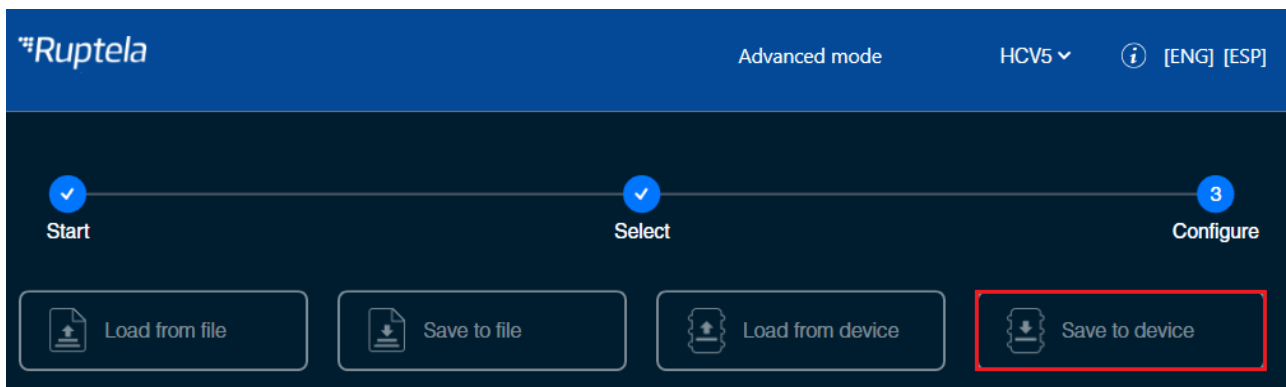 Ruptela
Advanced mode
HCV5
i
[ENG] [ESP]
3
Start
Select
Configure
Load from file
Save to file
Load from device
Save to device